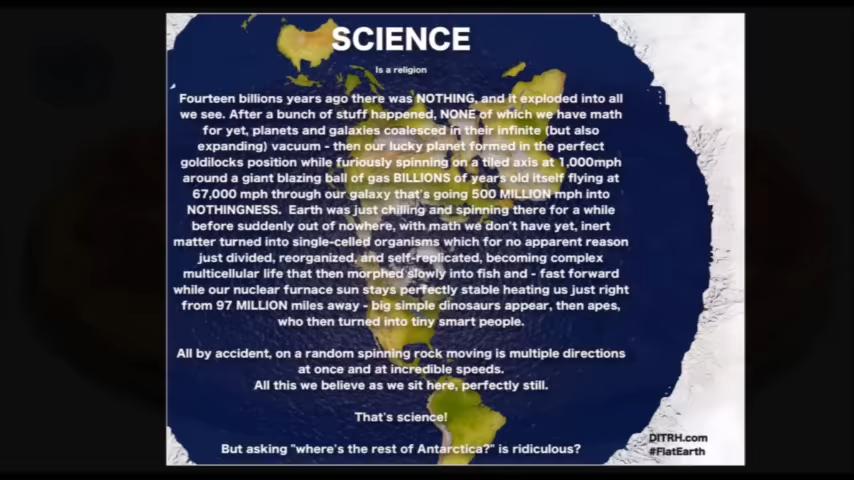 SCIENCE
Is a religion
Fourteen billions years ago there was NOTHING, and it exploded into all
we see. After a bunch of stuff happened, NONE of which we have math
for yet, planets and galaxies coalesced in their infinite (but also
expanding) vacuum - then our lucky planet formed in the perfect
goldilocks position while furiously spinning on a tiled axis at 1,000mph
around a giant blazing ball of gas BILLIONS of years old itself flying at
67,000 mph through our galaxy that's going 500 MILLION mph into
NOTHINGNESS. Earth was just chilling and spinning there for a while
before suddenly out of nowhere, with math we don't have yet, inert
matter turned into single-celled organisms which for no apparent reason
just divided, reorganized, and self-replicated, becoming complex
multicellular life that then morphed slowly into fish and - fast forward
while our nuclear furnace sun stays perfectly stable heating us just right
from 97 MILLION miles away - big simple dinosaurs appear, then apes,
who then turned into tiny smart people.
All by accident, on a random spinning rock moving is multiple directions
at once and at incredible speeds.
All this we believe as we sit here, perfectly still.
That's science!
But asking "where's the rest of Antarctica?" is ridiculous?
DITRH.com
#FlatEarth